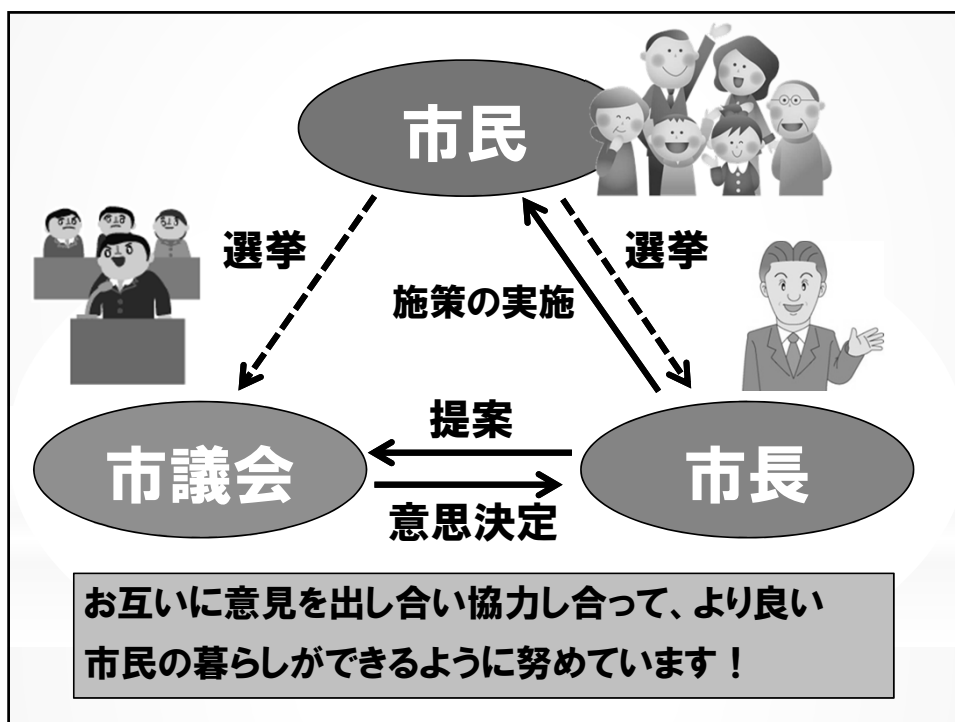 市民
選挙
選挙
施策の実施
提案
市議会
市長
意思決定
お互いに意見を出し合い協力し合って、より良い
市民の暮らしができるように努めています！